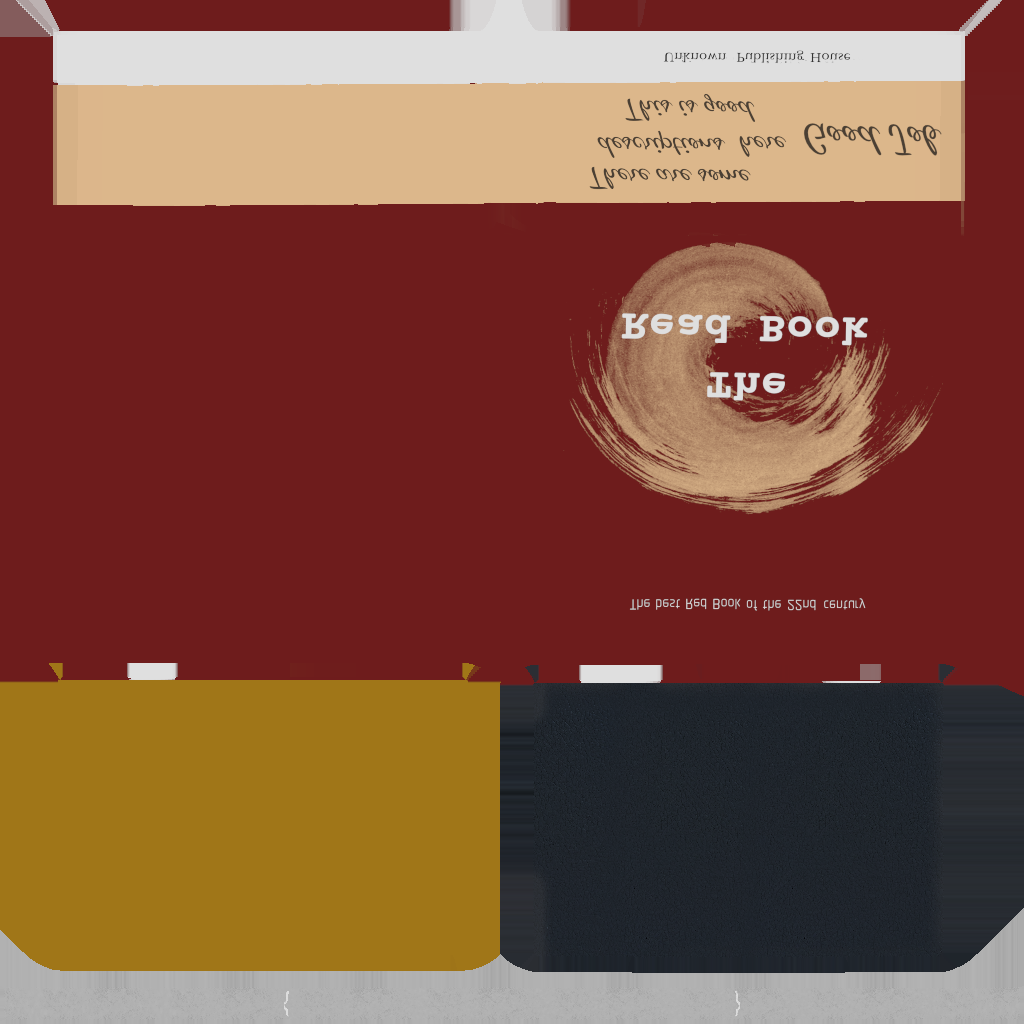 The best Red Book of the 22nd century
The
Read Book
There are some
descriptions here
This is good
Good Job
Unknown Publishing House